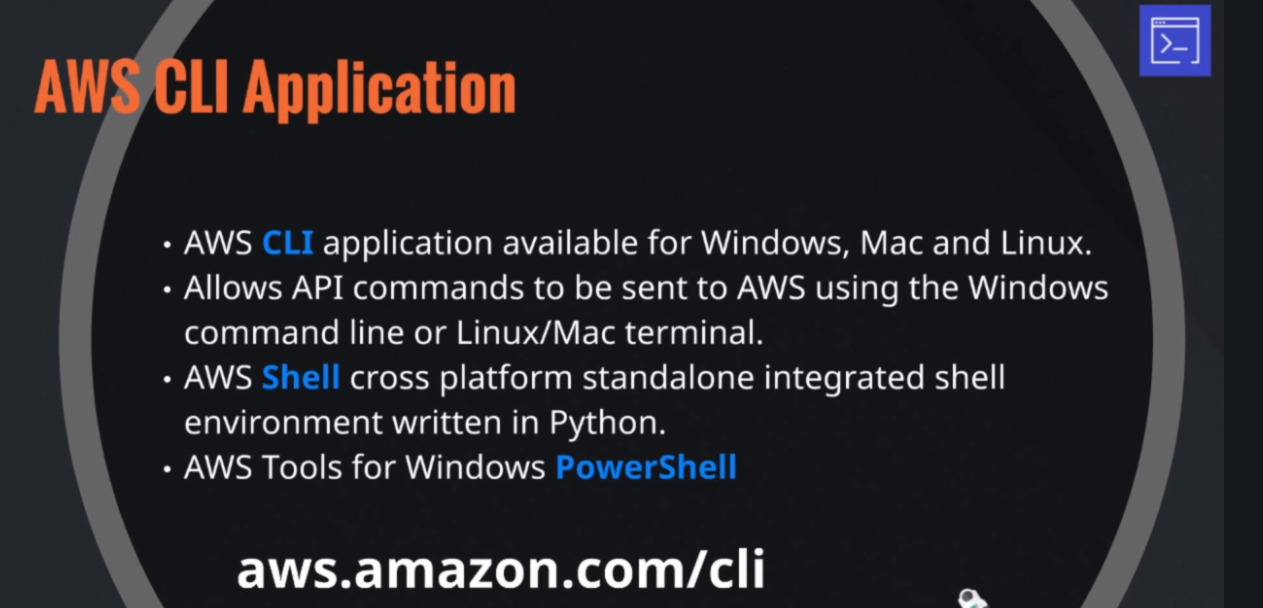 AWS CLI Application
• AWS CLI application available for Windows, Mac and Linux.
• Allows API commands to be sent to AWS using the Windows
command line or Linux/Mac terminal.
• AWS Shell cross platform standalone integrated shell
environment written in Python.
• AWS Tools for Windows PowerShell
aws.amazon.com/cli